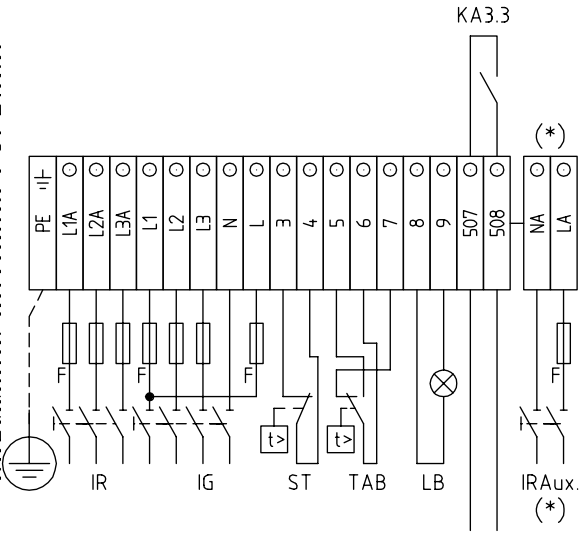 KA3.3
(*)
PE L1A L2A L3A L1 L2 L3 N L 3 4 5 6 7 8 9 507 508 NA LA
F F F F
t> t>
IR IG ST TAB LB IRAux.
(*)